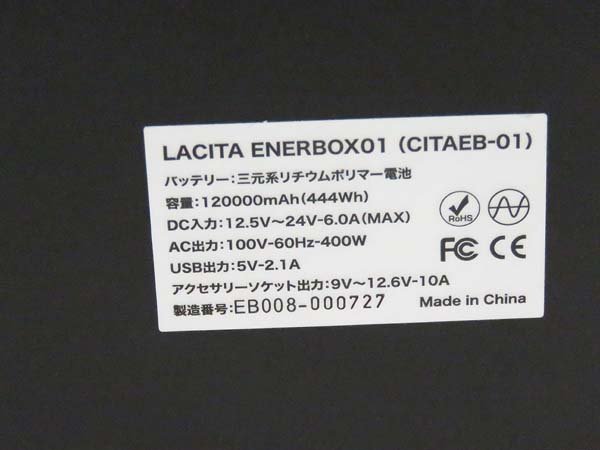 LACITA ENERBOX01 (CITAEB-01)
バッテリー:三元系リチウムポリマー電池
容量:120000mAh(444Wh)
DC入力:12.5V~24V-6.0A(MAX)
AC出力:100V-60Hz-400W
USB出力:5V-2.1A
アクセサリーソケット出力:9V~12.6V-10A
製造番号:EB008-000727
RoHS
FC CE
Made in China